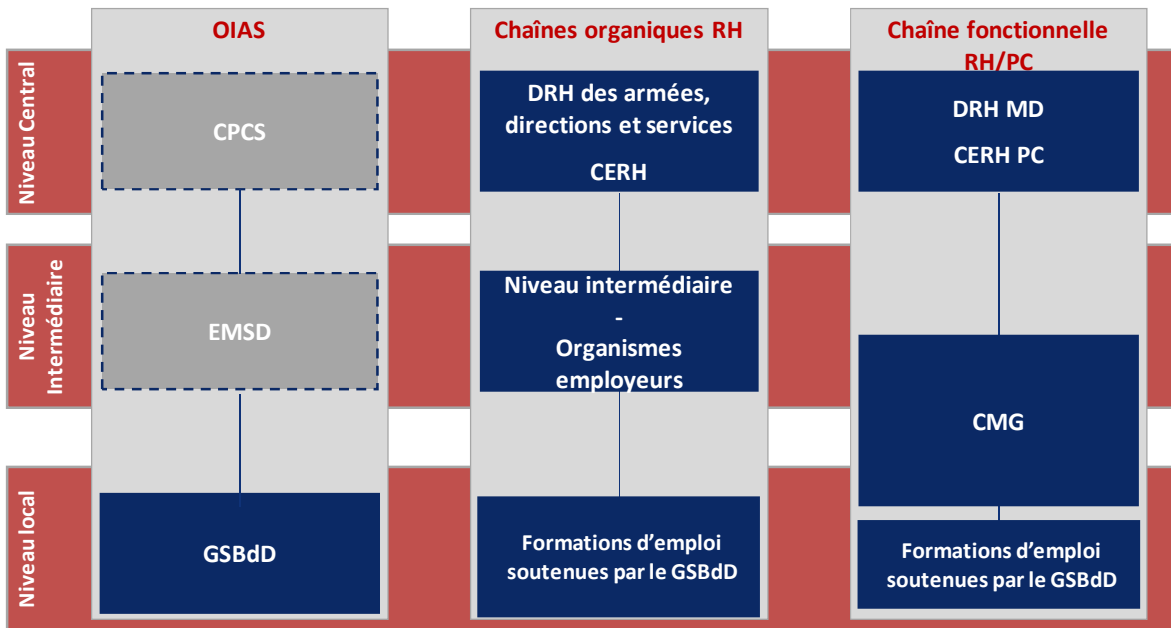 OIAS
Chaînes organiques RH
Chaîne fonctionnelle
RH/PC
Niveau Central
CPCS
DRH des armées,
directions et services
CERH
DRH MD
CERH PC
Niveau
Intermédiaire
EMSD
Niveau intermédiaire
-
Organismes
employeurs
CMG
Niveau local
GSBdD
Formations d’emploi
soutenues par le GSBdD
Formations d’emploi
soutenues par le GSBdD